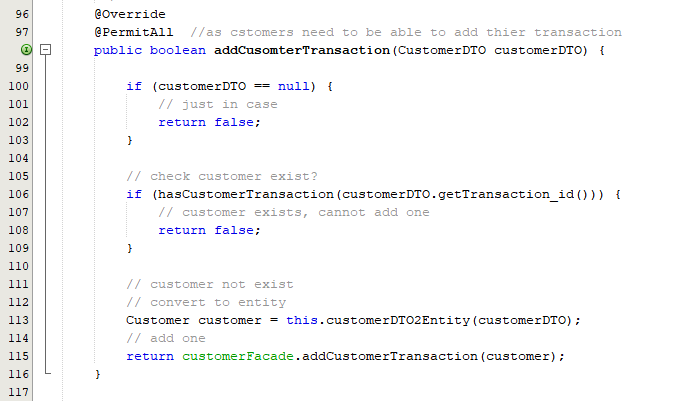 96 @Override
97 @PermitAll //as cstomers need to be able to add thier transaction
public boolean addCusomterTransaction(CustomerDTO customerDTO) {
99
100 if (customerDTO == null) {
101 // just in case
102 return false;
103 }
104
105 // check customer exist?
106 if (hasCustomerTransaction(customerDTO.getTransaction_id())) {
107 // customer exists, cannot add one
108 return false;
109 }
110
111 // customer not exist
112 // convert to entity
113 Customer customer = this.customerDTO2Entity(customerDTO);
114 // add one
115 return customerFacade.addCustomerTransaction(customer);
116 }
117